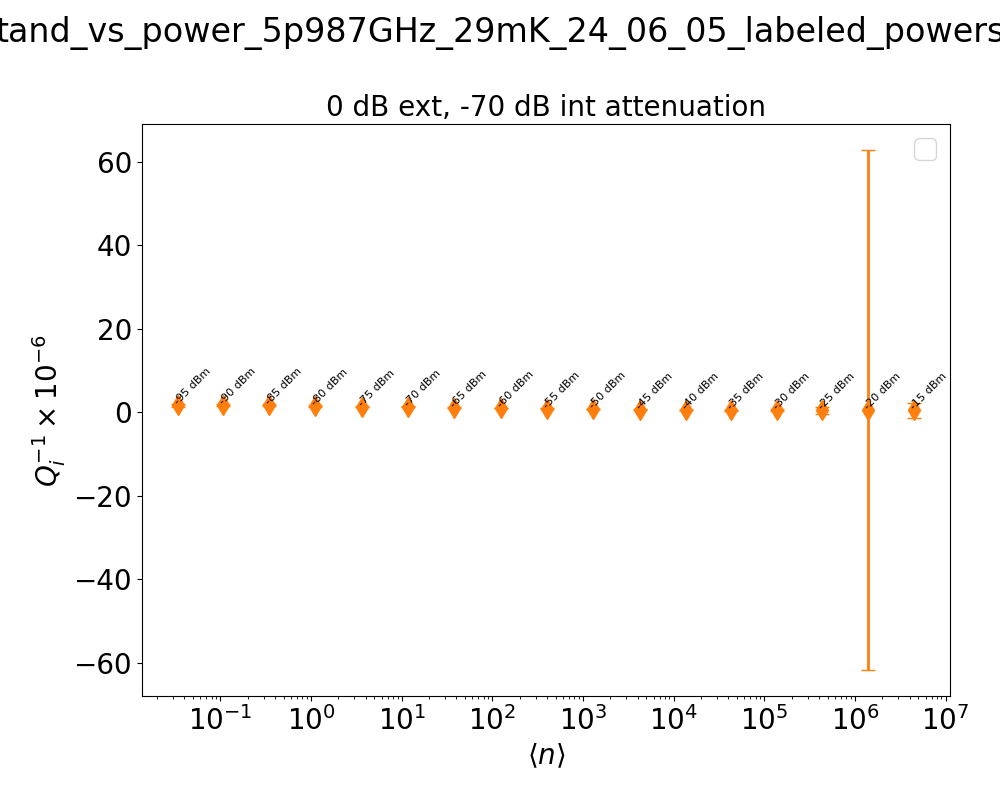 tand_vs_power_5p987GHz_29mK_24_06_05_labeled_powers
0 dB ext, -70 dB int attenuation
60
40
20
0
−20
−40
−60
Q_i^{-1} × 10^{-6}
-95 dBm
-90 dBm
-85 dBm
-80 dBm
-75 dBm
-70 dBm
-65 dBm
-60 dBm
-55 dBm
-50 dBm
-45 dBm
-40 dBm
-35 dBm
-30 dBm
-25 dBm
-20 dBm
-15 dBm
10^{-1} 10^0 10^1 10^2 10^3 10^4 10^5 10^6 10^7
⟨n⟩